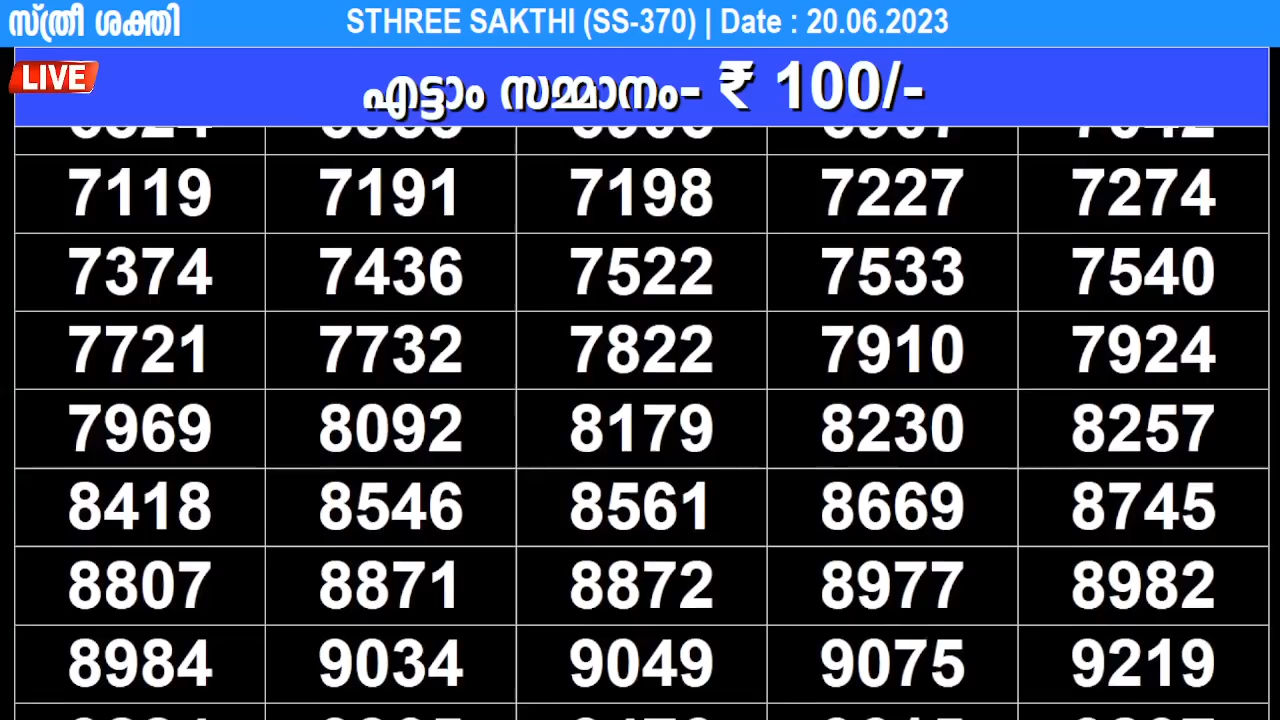 സ്ത്രീ ശക്തി STHREE SAKTHI (SS-370) | Date : 20.06.2023
LIVE
എട്ടാം സമ്മാനം- ₹ 100/-
7119 7191 7198 7227 7274
7374 7436 7522 7533 7540
7721 7732 7822 7910 7924
7969 8092 8179 8230 8257
8418 8546 8561 8669 8745
8807 8871 8872 8977 8982
8984 9034 9049 9075 9219